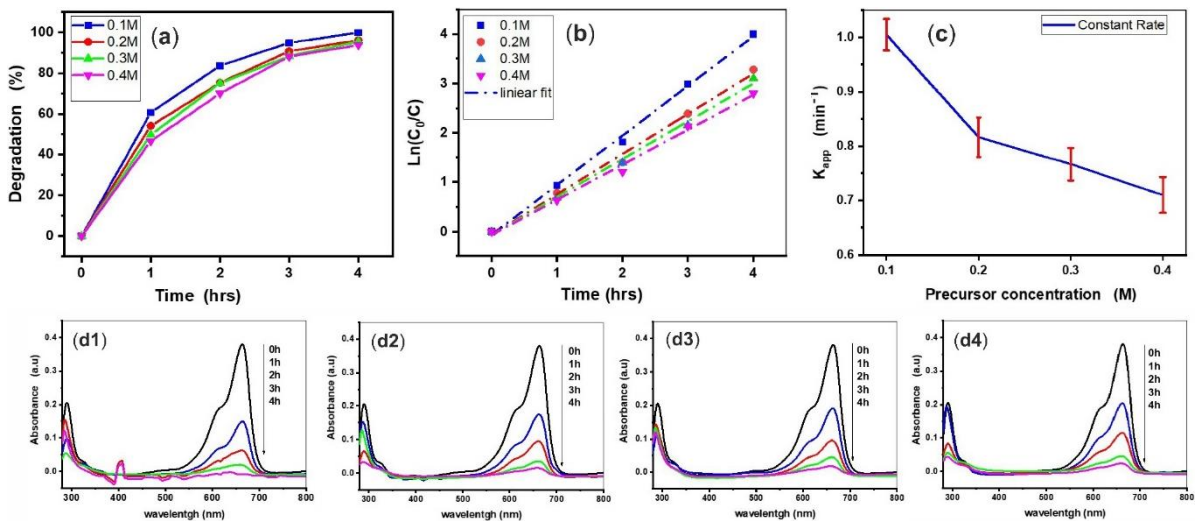 (a)
0.1M
0.2M
0.3M
0.4M
Degradation (%)
100
80
60
40
20
0
0 1 2 3 4
Time (hrs)
(b)
0.1M
0.2M
0.3M
0.4M
liniear fit
Ln(C₀/C)
4
3
2
1
0
0 1 2 3 4
Time (hrs)
(c)
Constant Rate
K_app (min⁻¹)
1.0
0.9
0.8
0.7
0.6
0.1 0.2 0.3 0.4
Precursor concentration (M)
(d1)
Absorbance (a.u)
0.4
0.3
0.2
0.1
0.0
0h
1h
2h
3h
4h
300 400 500 600 700 800
wavelentgh (nm)
(d2)
Absorbance (a.u)
0.4
0.3
0.2
0.1
0.0
0h
1h
2h
3h
4h
300 400 500 600 700 800
wavelentgh (nm)
(d3)
Absorbance (a.u)
0.4
0.3
0.2
0.1
0.0
0h
1h
2h
3h
4h
300 400 500 600 700 800
wavelentgh (nm)
(d4)
Absorbance (a.u)
0.4
0.3
0.2
0.1
0.0
0h
1h
2h
3h
4h
300 400 500 600 700 800
wavelentgh (nm)